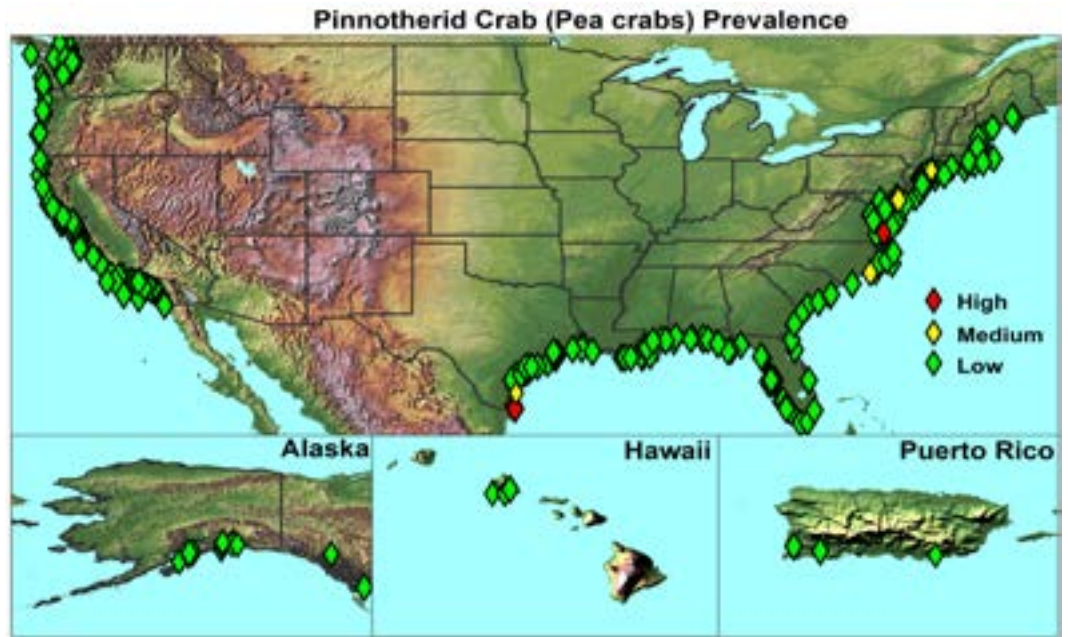 Pinnotherid Crab (Pea crabs) Prevalence
High
Medium
Low
Alaska
Hawaii
Puerto Rico